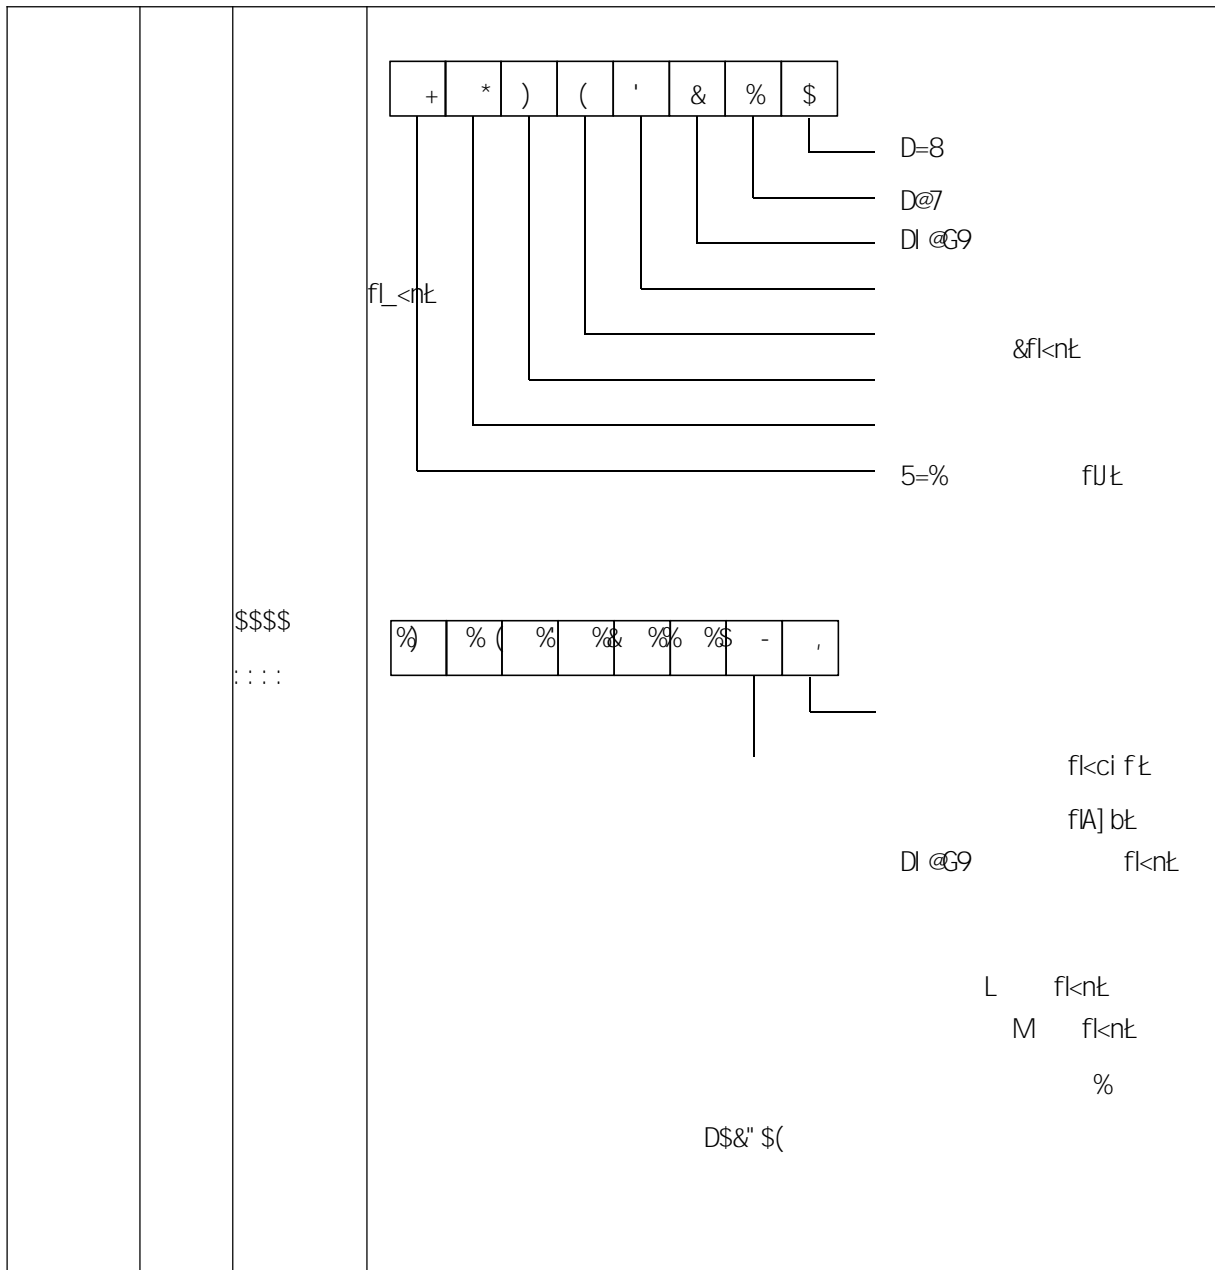 + * ) ( ' & % $
D=8
D@7
DI @G9
fl_<nŁ
&fl<nŁ
5=% flJŁ
$$$$
%) %( %' %& %% %$ - ,
: : : :
fl<ci f Ł
flA] bŁ
DI @G9 fl<nŁ
L fl<nŁ
M fl<nŁ
%
D$&" $(